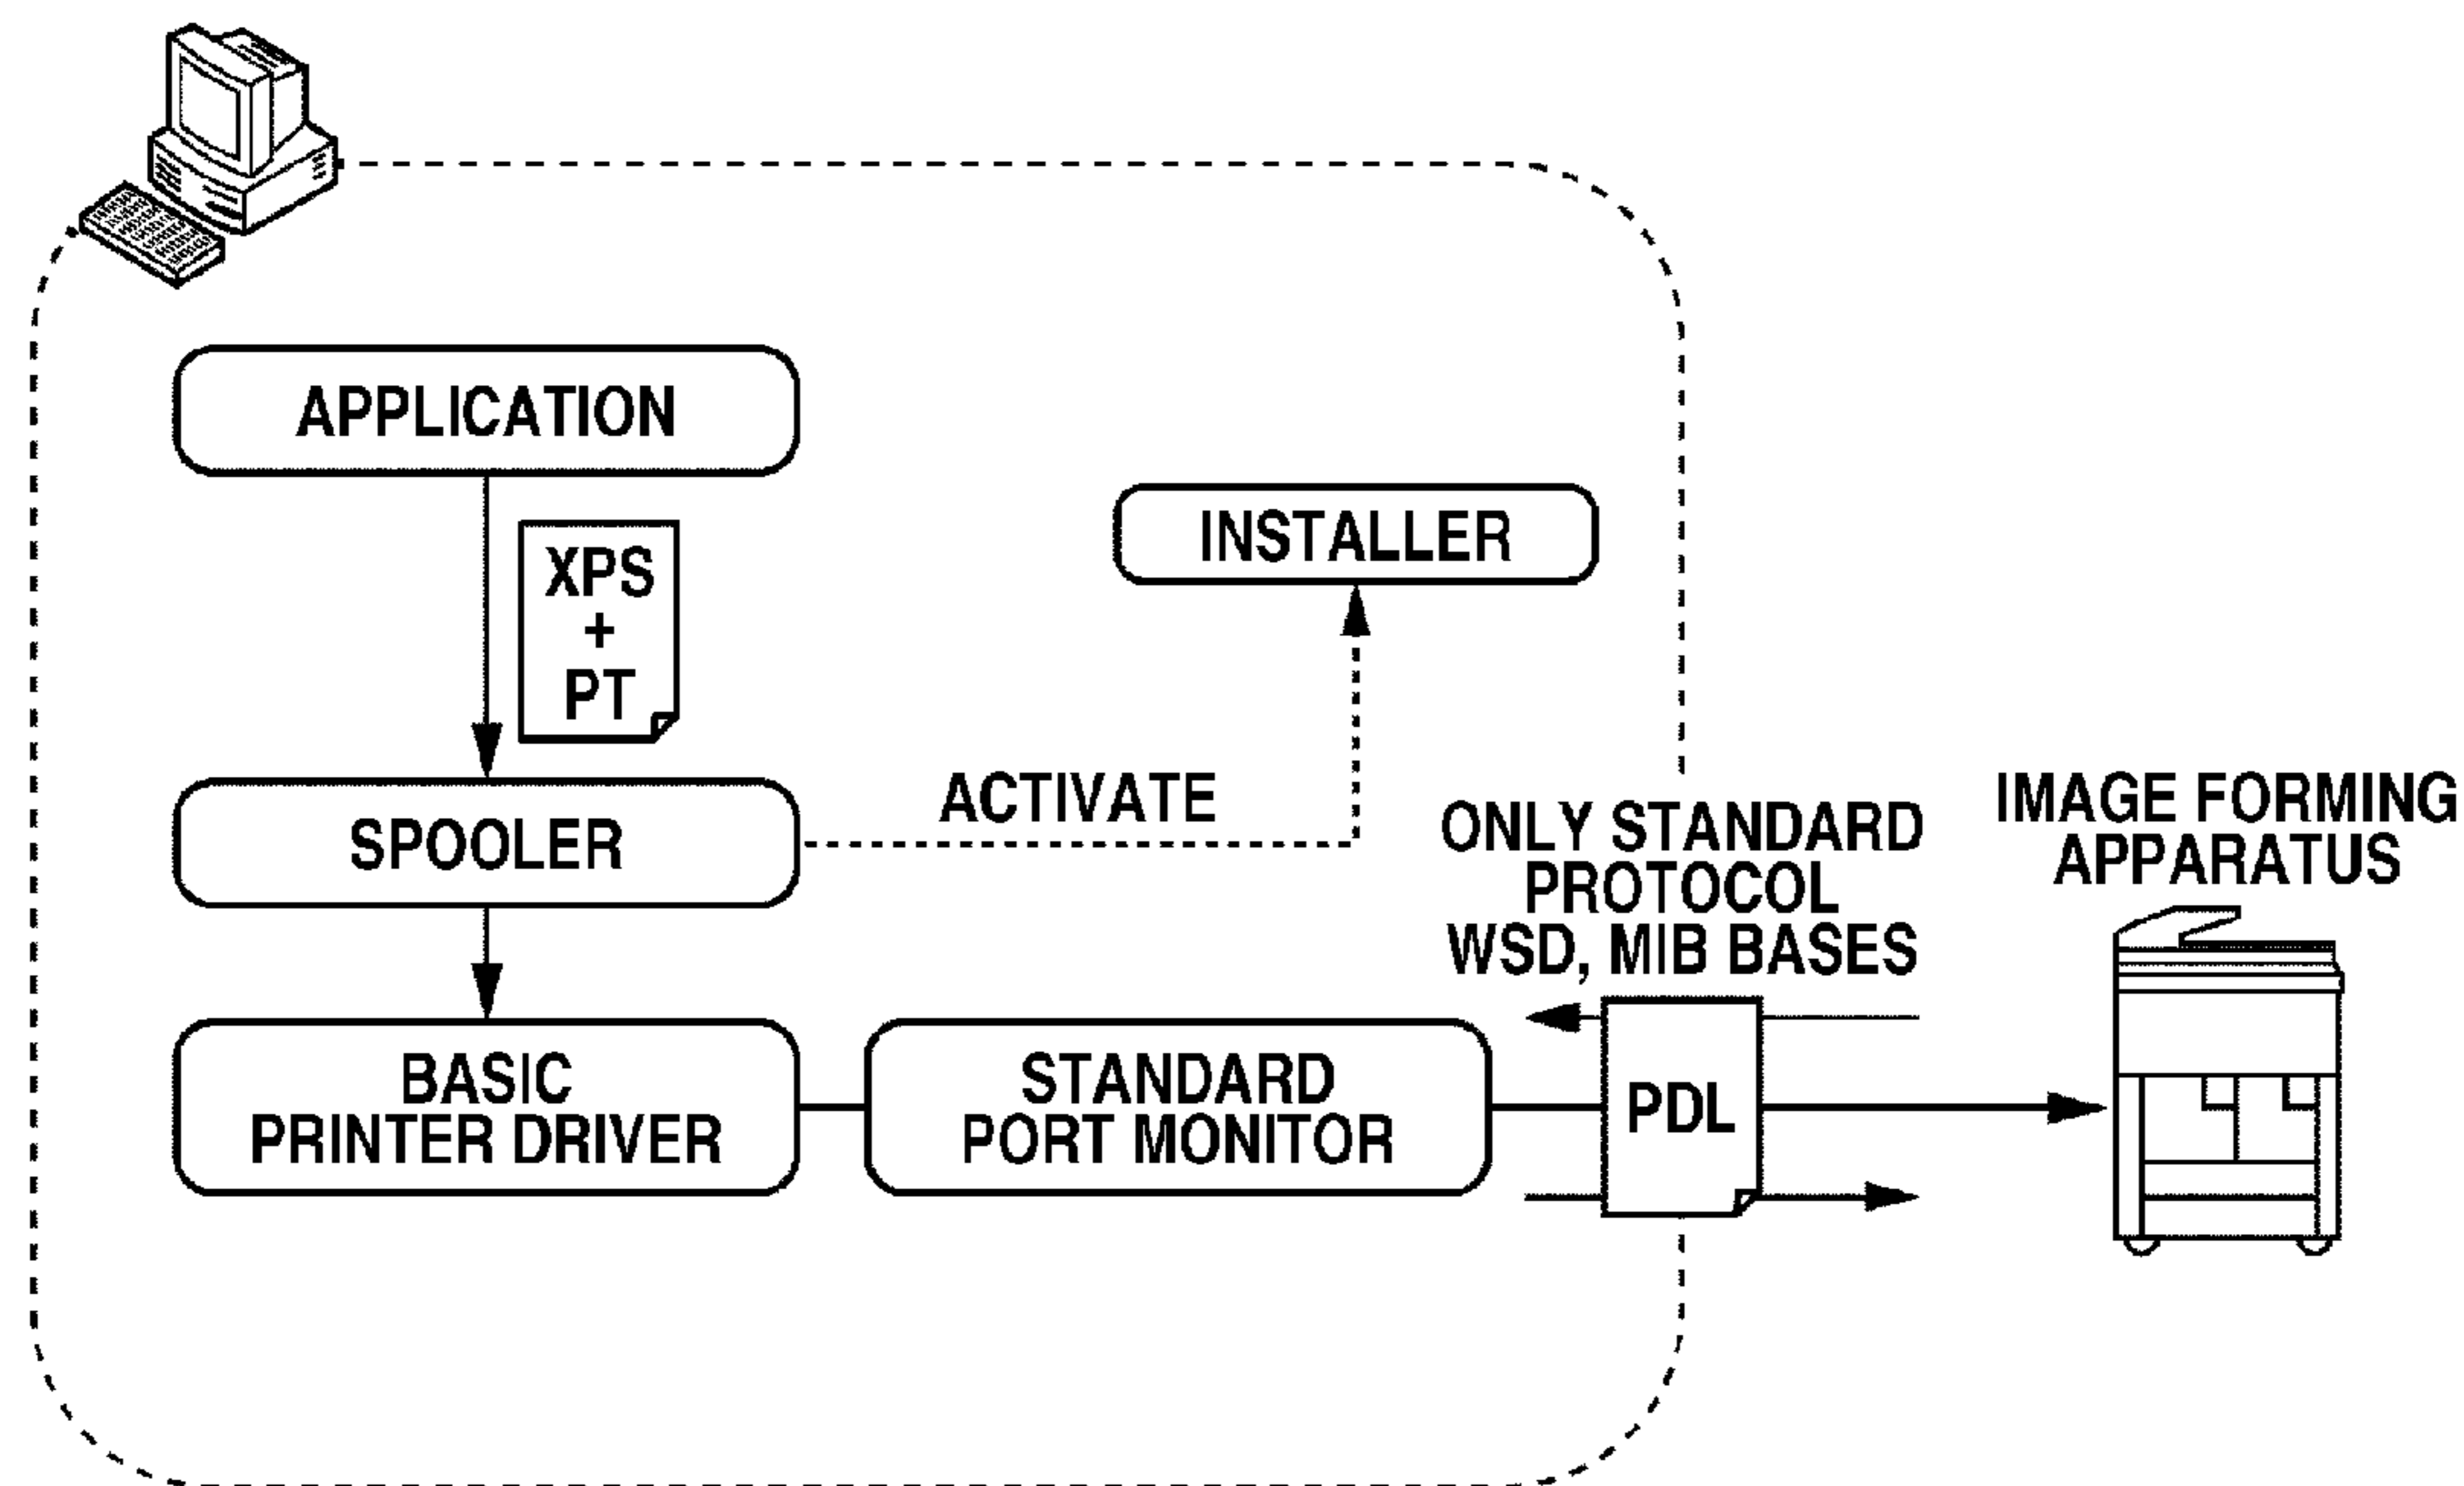 APPLICATION
XPS
+
PT
INSTALLER
SPOOLER
ACTIVATE
ONLY STANDARD
PROTOCOL
WSD, MIB BASES
IMAGE FORMING
APPARATUS
BASIC
PRINTER DRIVER
STANDARD
PORT MONITOR
PDL